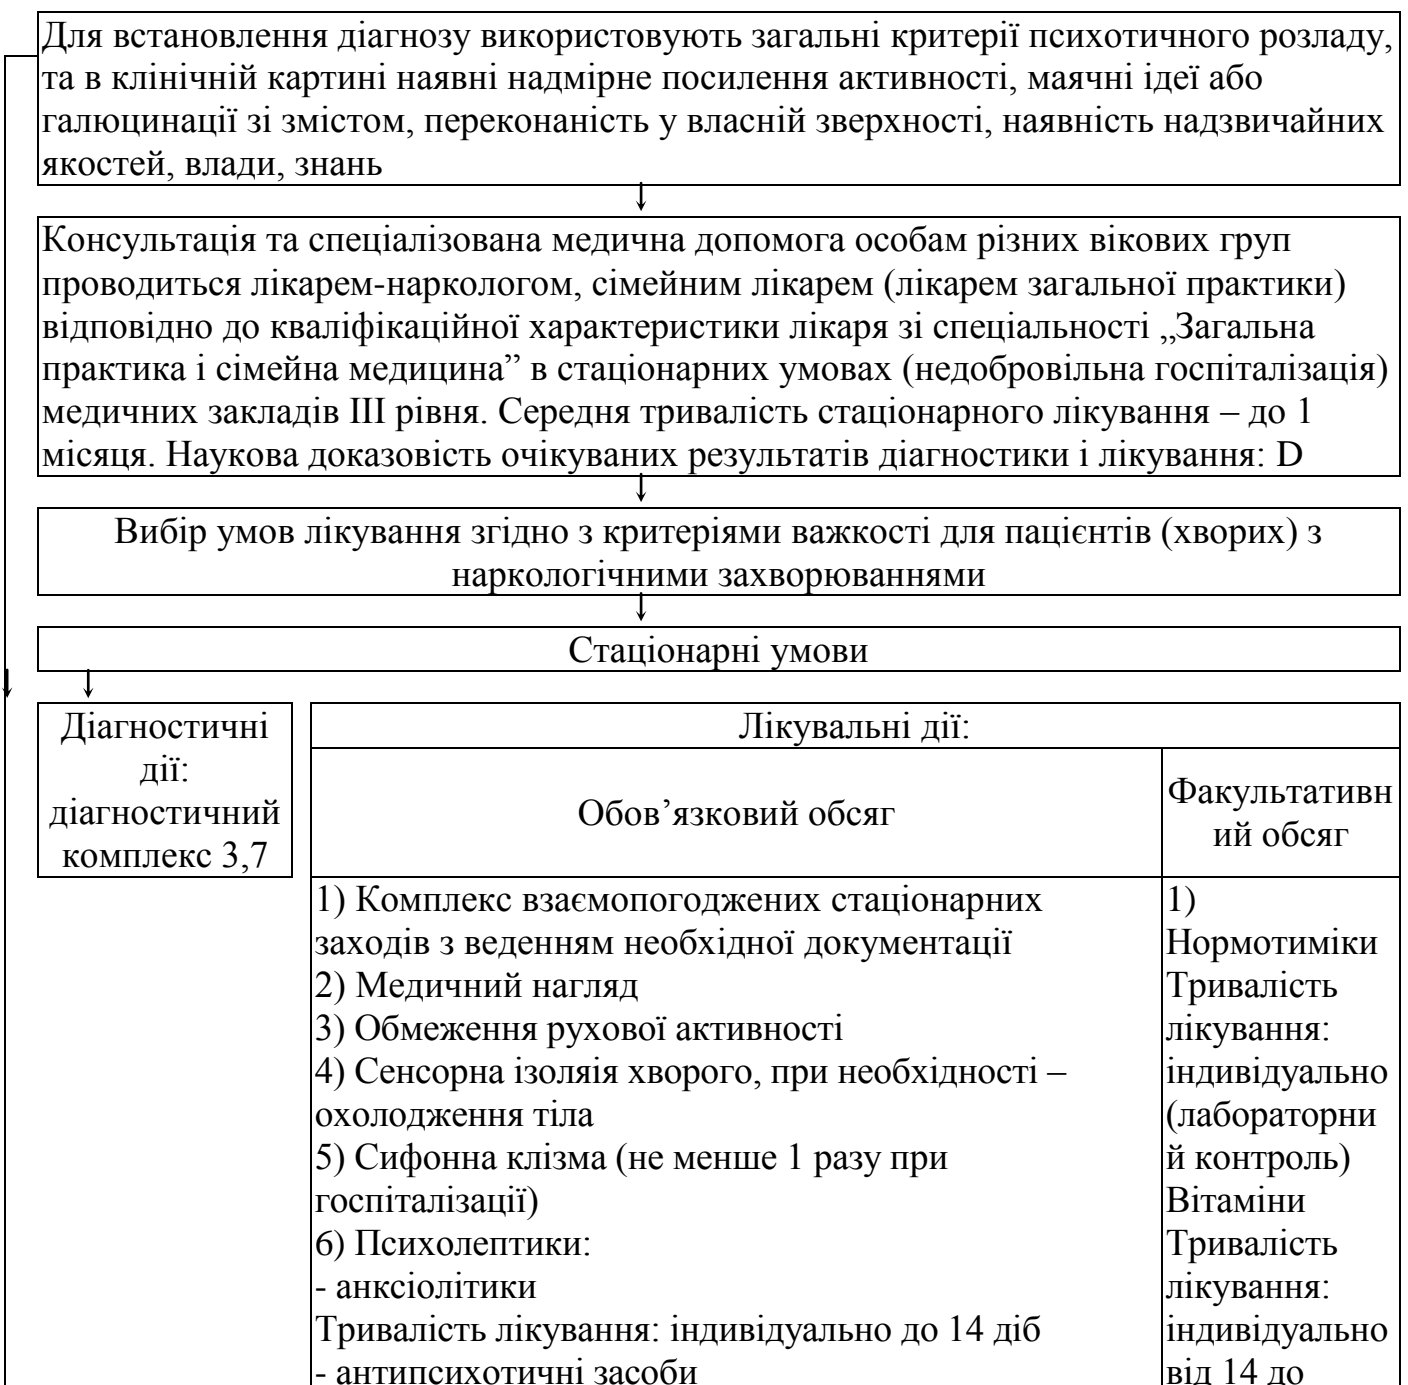 Для встановлення діагнозу використовують загальні критерії психотичного розладу,
та в клінічній картині наявні надмірне посилення активності, маячні ідеї або
галюцинації зі змістом, переконаність у власній зверхності, наявність надзвичайних
якостей, влади, знань
Консультація та спеціалізована медична допомога особам різних вікових груп
проводиться лікарем-наркологом, сімейним лікарем (лікарем загальної практики)
відповідно до кваліфікаційної характеристики лікаря зі спеціальності „Загальна
практика і сімейна медицина” в стаціонарних умовах (недобровільна госпіталізація)
медичних закладів III рівня. Середня тривалість стаціонарного лікування – до 1
місяця. Наукова доказовість очікуваних результатів діагностики і лікування: D
Вибір умов лікування згідно з критеріями важкості для пацієнтів (хворих) з
наркологічними захворюваннями
Стаціонарні умови
Діагностичні
дії:
діагностичний
комплекс 3,7
Лікувальні дії:
Обов’язковий обсяг
Факультативн
ий обсяг
1) Комплекс взаємопогоджених стаціонарних
заходів з веденням необхідної документації
2) Медичний нагляд
3) Обмеження рухової активності
4) Сенсорна ізоляія хворого, при необхідності –
охолодження тіла
5) Сифонна клізма (не менше 1 разу при
госпіталізації)
6) Психолептики:
- анксіолітики
Тривалість лікування: індивідуально до 14 діб
- антипсихотичні засоби
1)
Нормотиміки
Тривалість
лікування:
індивідуально
(лабораторни
й контроль)
Вітаміни
Тривалість
лікування:
індивідуально
від 14 до